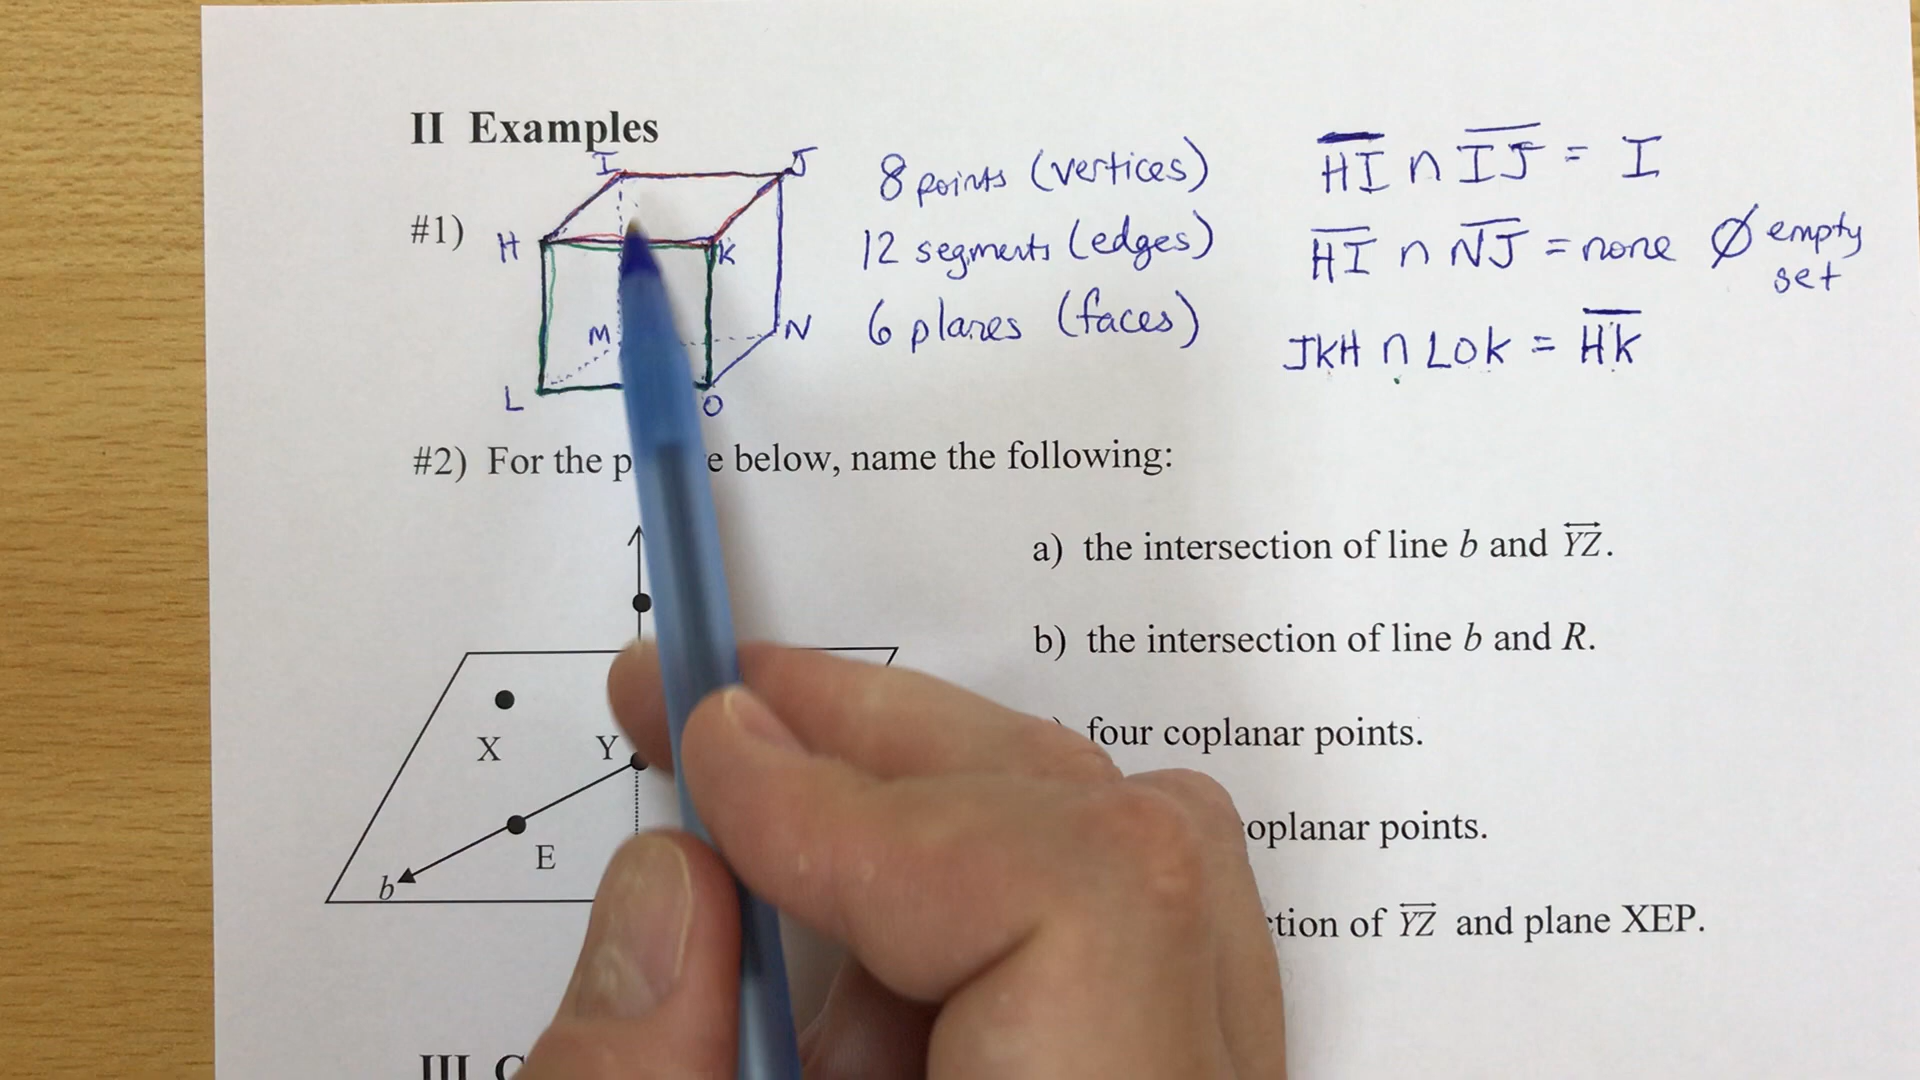 II Examples
#1)
I
J
H
K
M
N
L
O
8 points (vertices)
12 segments (edges)
6 planes (faces)
HI ∩ IJ = I
HI ∩ NJ = none ∅ empty set
JKH ∩ LOK = HK
#2) For the p e below, name the following:
X
Y
E
b
a) the intersection of line b and YZ.
b) the intersection of line b and R.
) four coplanar points.
oplanar points.
tion of YZ and plane XEP.
III C